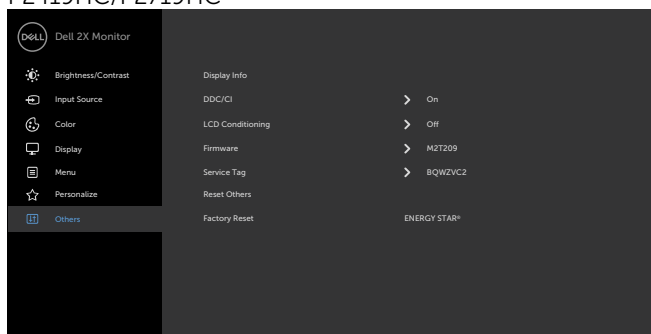 P2419HC/P2719HC
DELL Dell 2X Monitor
Brightness/Contrast
Display Info
Input Source
DDC/CI
On
Color
LCD Conditioning
Off
Display
Firmware
M2T209
Menu
Service Tag
BQWZVC2
Personalize
Reset Others
Others
Factory Reset
ENERGY STAR®